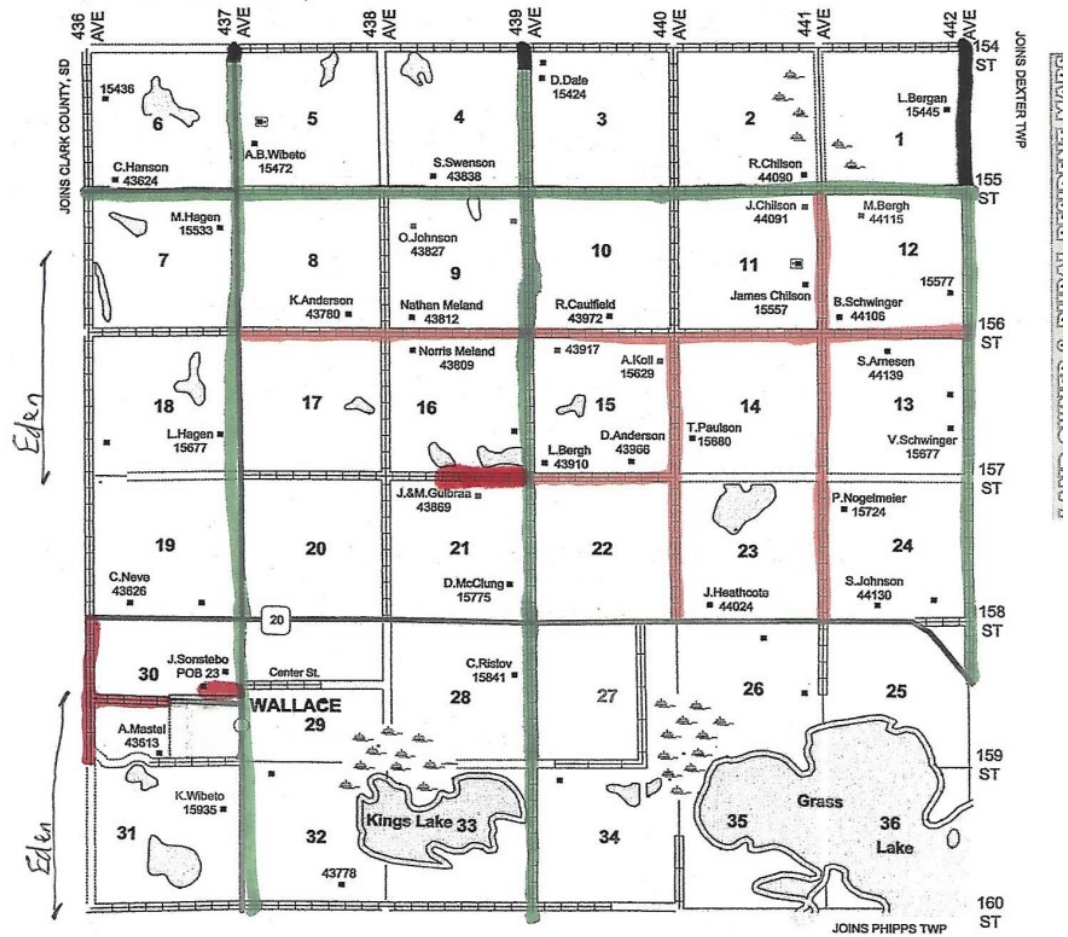 436 AVE
437 AVE
438 AVE
439 AVE
440 AVE
441 AVE
442 AVE
154 ST
JOINS CLARK COUNTY, SD
JOINS DEXTER TWP
15436
6
5
4
D.Dale
15424
3
2
L.Bergan
15445
1
A.B.Wibeto
15472
C.Hanson
43624
S.Swenson
43838
R.Chilson
44090
155 ST
M.Hagen
15533
7
8
O.Johnson
43827
9
10
J.Chilson
44091
11
M.Bergh
44115
12
15577
K.Anderson
43780
Nathan Meland
43812
R.Caulfield
43972
James Chilson
15557
B.Schwinger
44106
156 ST
Eden
Norris Meland
43809
43917
A.Koll
15629
S.Arnesen
44139
18
17
16
15
14
13
L.Hagen
15677
L.Bergh
43910
D.Anderson
43966
T.Paulson
15680
V.Schwinger
15677
157 ST
J.&M.Gulbraa
43869
P.Nogelmeier
15724
19
20
21
22
23
24
C.Neve
43626
D.McClung
15775
J.Heathcote
44024
S.Johnson
44130
158 ST
20
30
J.Sonstebo
POB 23
Center St.
C.Ristov
15841
28
27
26
25
WALLACE
29
A.Mastel
43613
159 ST
Eden
K.Wibeto
15935
31
32
Kings Lake 33
34
35
Grass
Lake
36
43778
160 ST
JOINS PHIPPS TWP